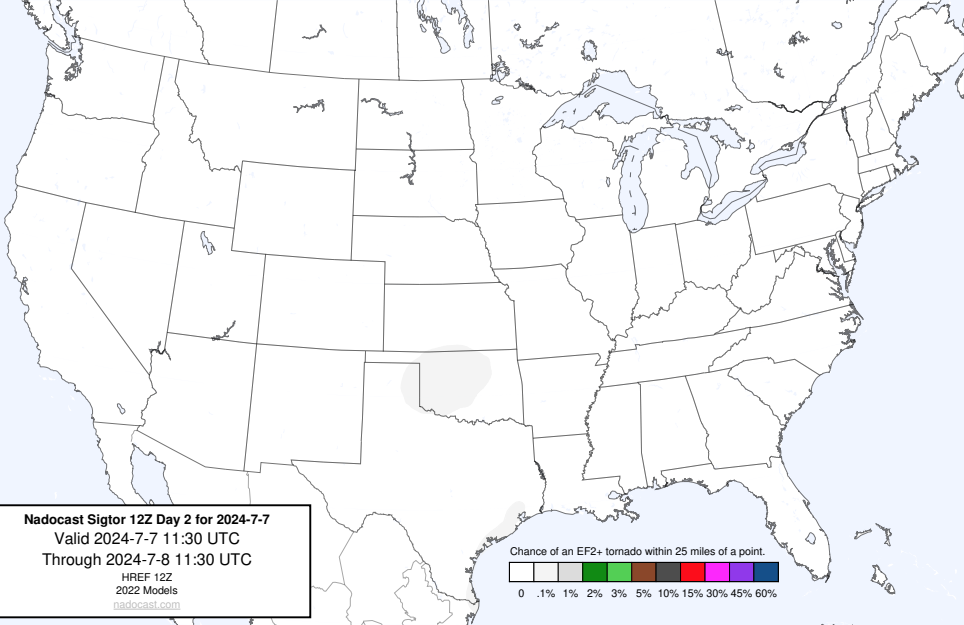 Nadocast Sigtor 12Z Day 2 for 2024-7-7
Valid 2024-7-7 11:30 UTC
Through 2024-7-8 11:30 UTC
HREF 12Z
2022 Models
nadocast.com
Chance of an EF2+ tornado within 25 miles of a point.
0 .1% 1% 2% 3% 5% 10% 15% 30% 45% 60%